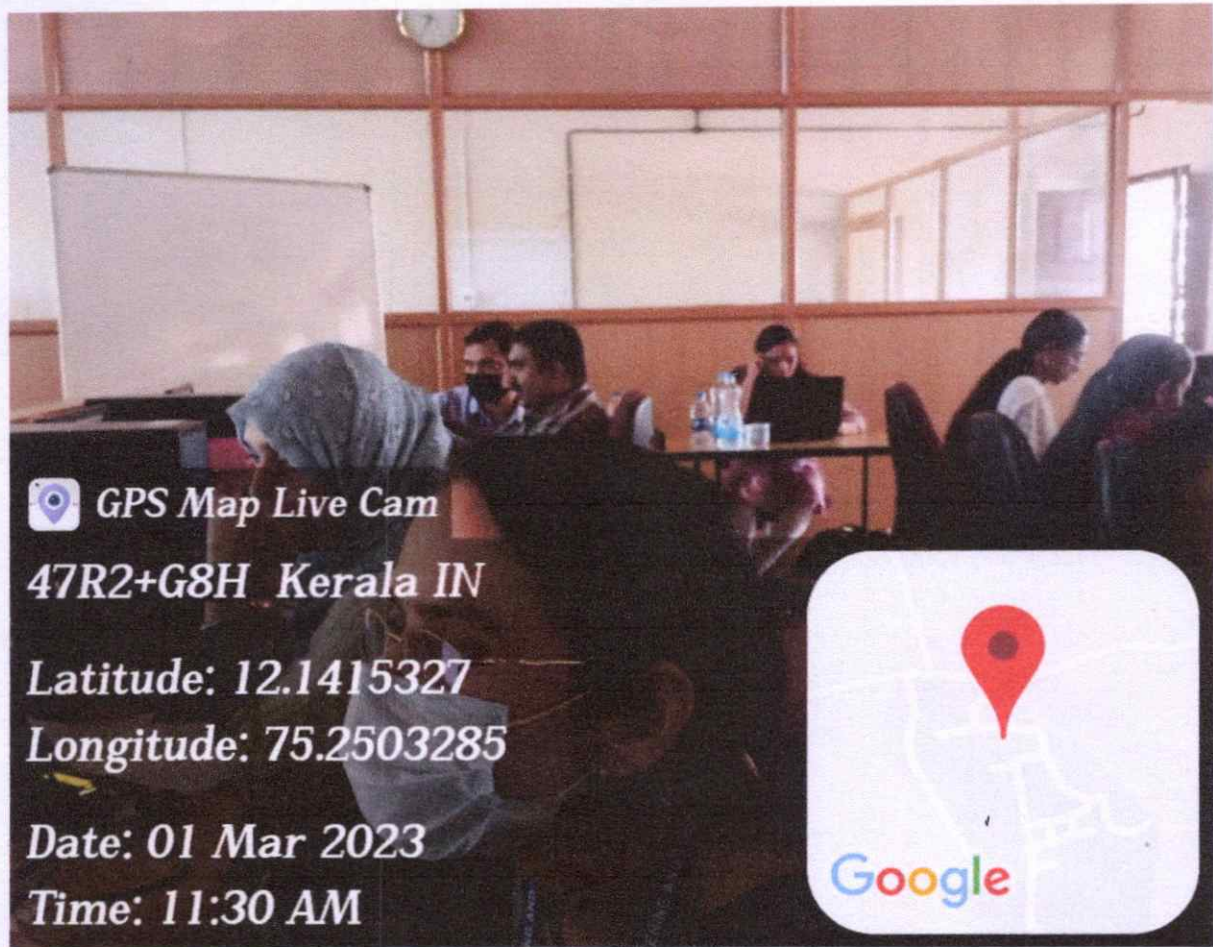 GPS Map Live Cam
47R2+G8H Kerala IN
Latitude: 12.1415327
Longitude: 75.2503285
Date: 01 Mar 2023
Time: 11:30 AM
Google